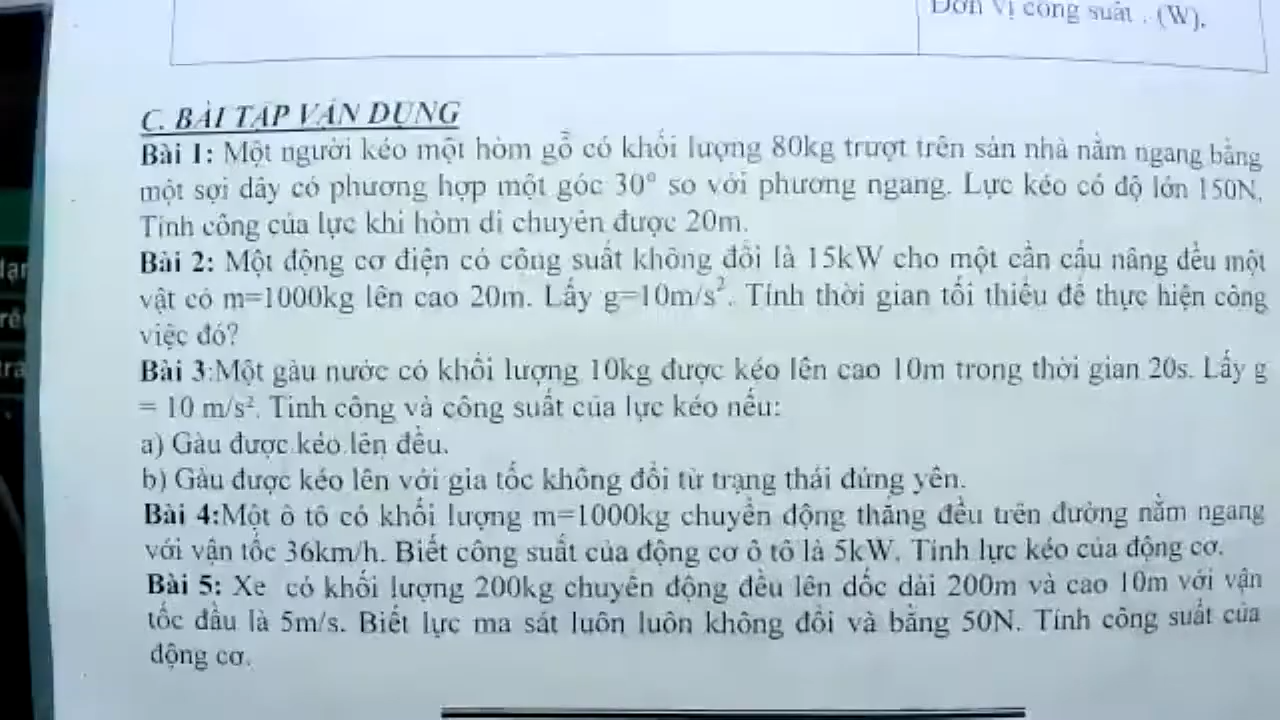 Đơn vị công suất : (W).
C. BÀI TẬP VẬN DỤNG
Bài 1: Một người kéo một hòm gỗ có khối lượng 80kg trượt trên sàn nhà nằm ngang bằng
một sợi dây có phương hợp một góc 30° so với phương ngang. Lực kéo có độ lớn 150N.
Tính công của lực khi hòm di chuyển được 20m.
Bài 2: Một động cơ điện có công suất không đổi là 15kW cho một cần cẩu nâng đều một
vật có m=1000kg lên cao 20m. Lấy g=10m/s². Tính thời gian tối thiểu để thực hiện công
việc đó?
Bài 3:Một gàu nước có khối lượng 10kg được kéo lên cao 10m trong thời gian 20s. Lấy g
= 10 m/s². Tính công và công suất của lực kéo nếu:
a) Gàu được kéo lên đều.
b) Gàu được kéo lên với gia tốc không đổi từ trạng thái đứng yên.
Bài 4:Một ô tô có khối lượng m=1000kg chuyển động thẳng đều trên đường nằm ngang
với vận tốc 36km/h. Biết công suất của động cơ ô tô là 5kW. Tính lực kéo của động cơ.
Bài 5: Xe có khối lượng 200kg chuyển động đều lên dốc dài 200m và cao 10m với vận
tốc đầu là 5m/s. Biết lực ma sát luôn luôn không đổi và bằng 50N. Tính công suất của
động cơ.